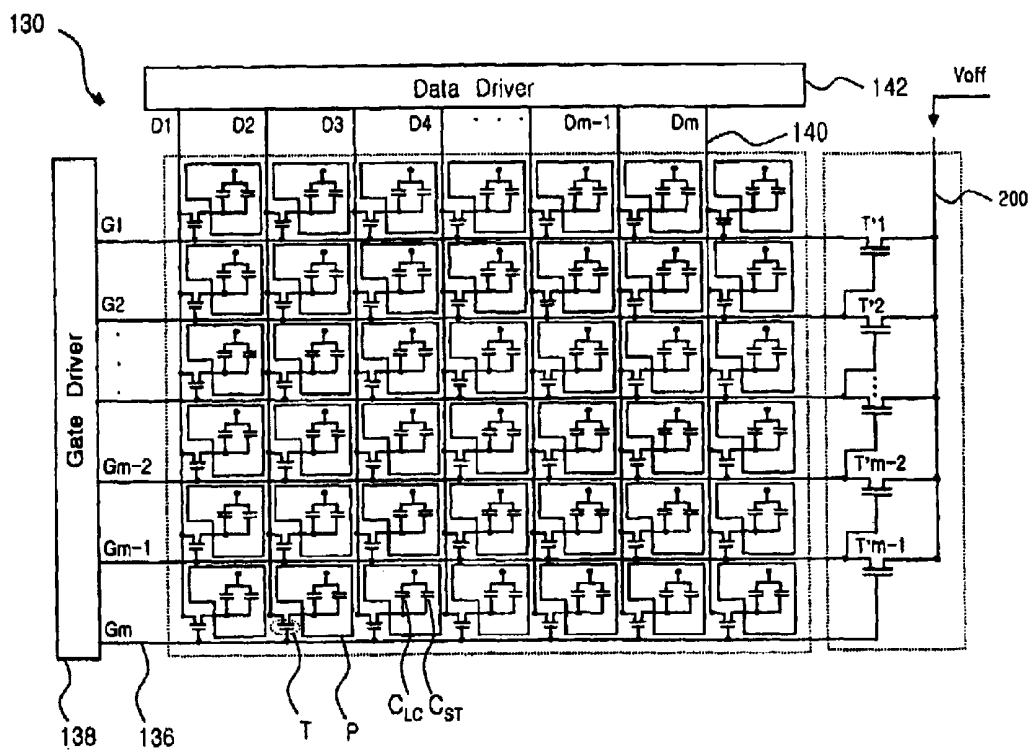 130
Data Driver
142
Voff
D1 D2 D3 D4 . . . . Dm-1 Dm
140
200
G1
T'1
G2
T'2
Gate Driver
Gm-2
T'm-2
Gm-1
T'm-1
Gm
138 136 T P CLC CST